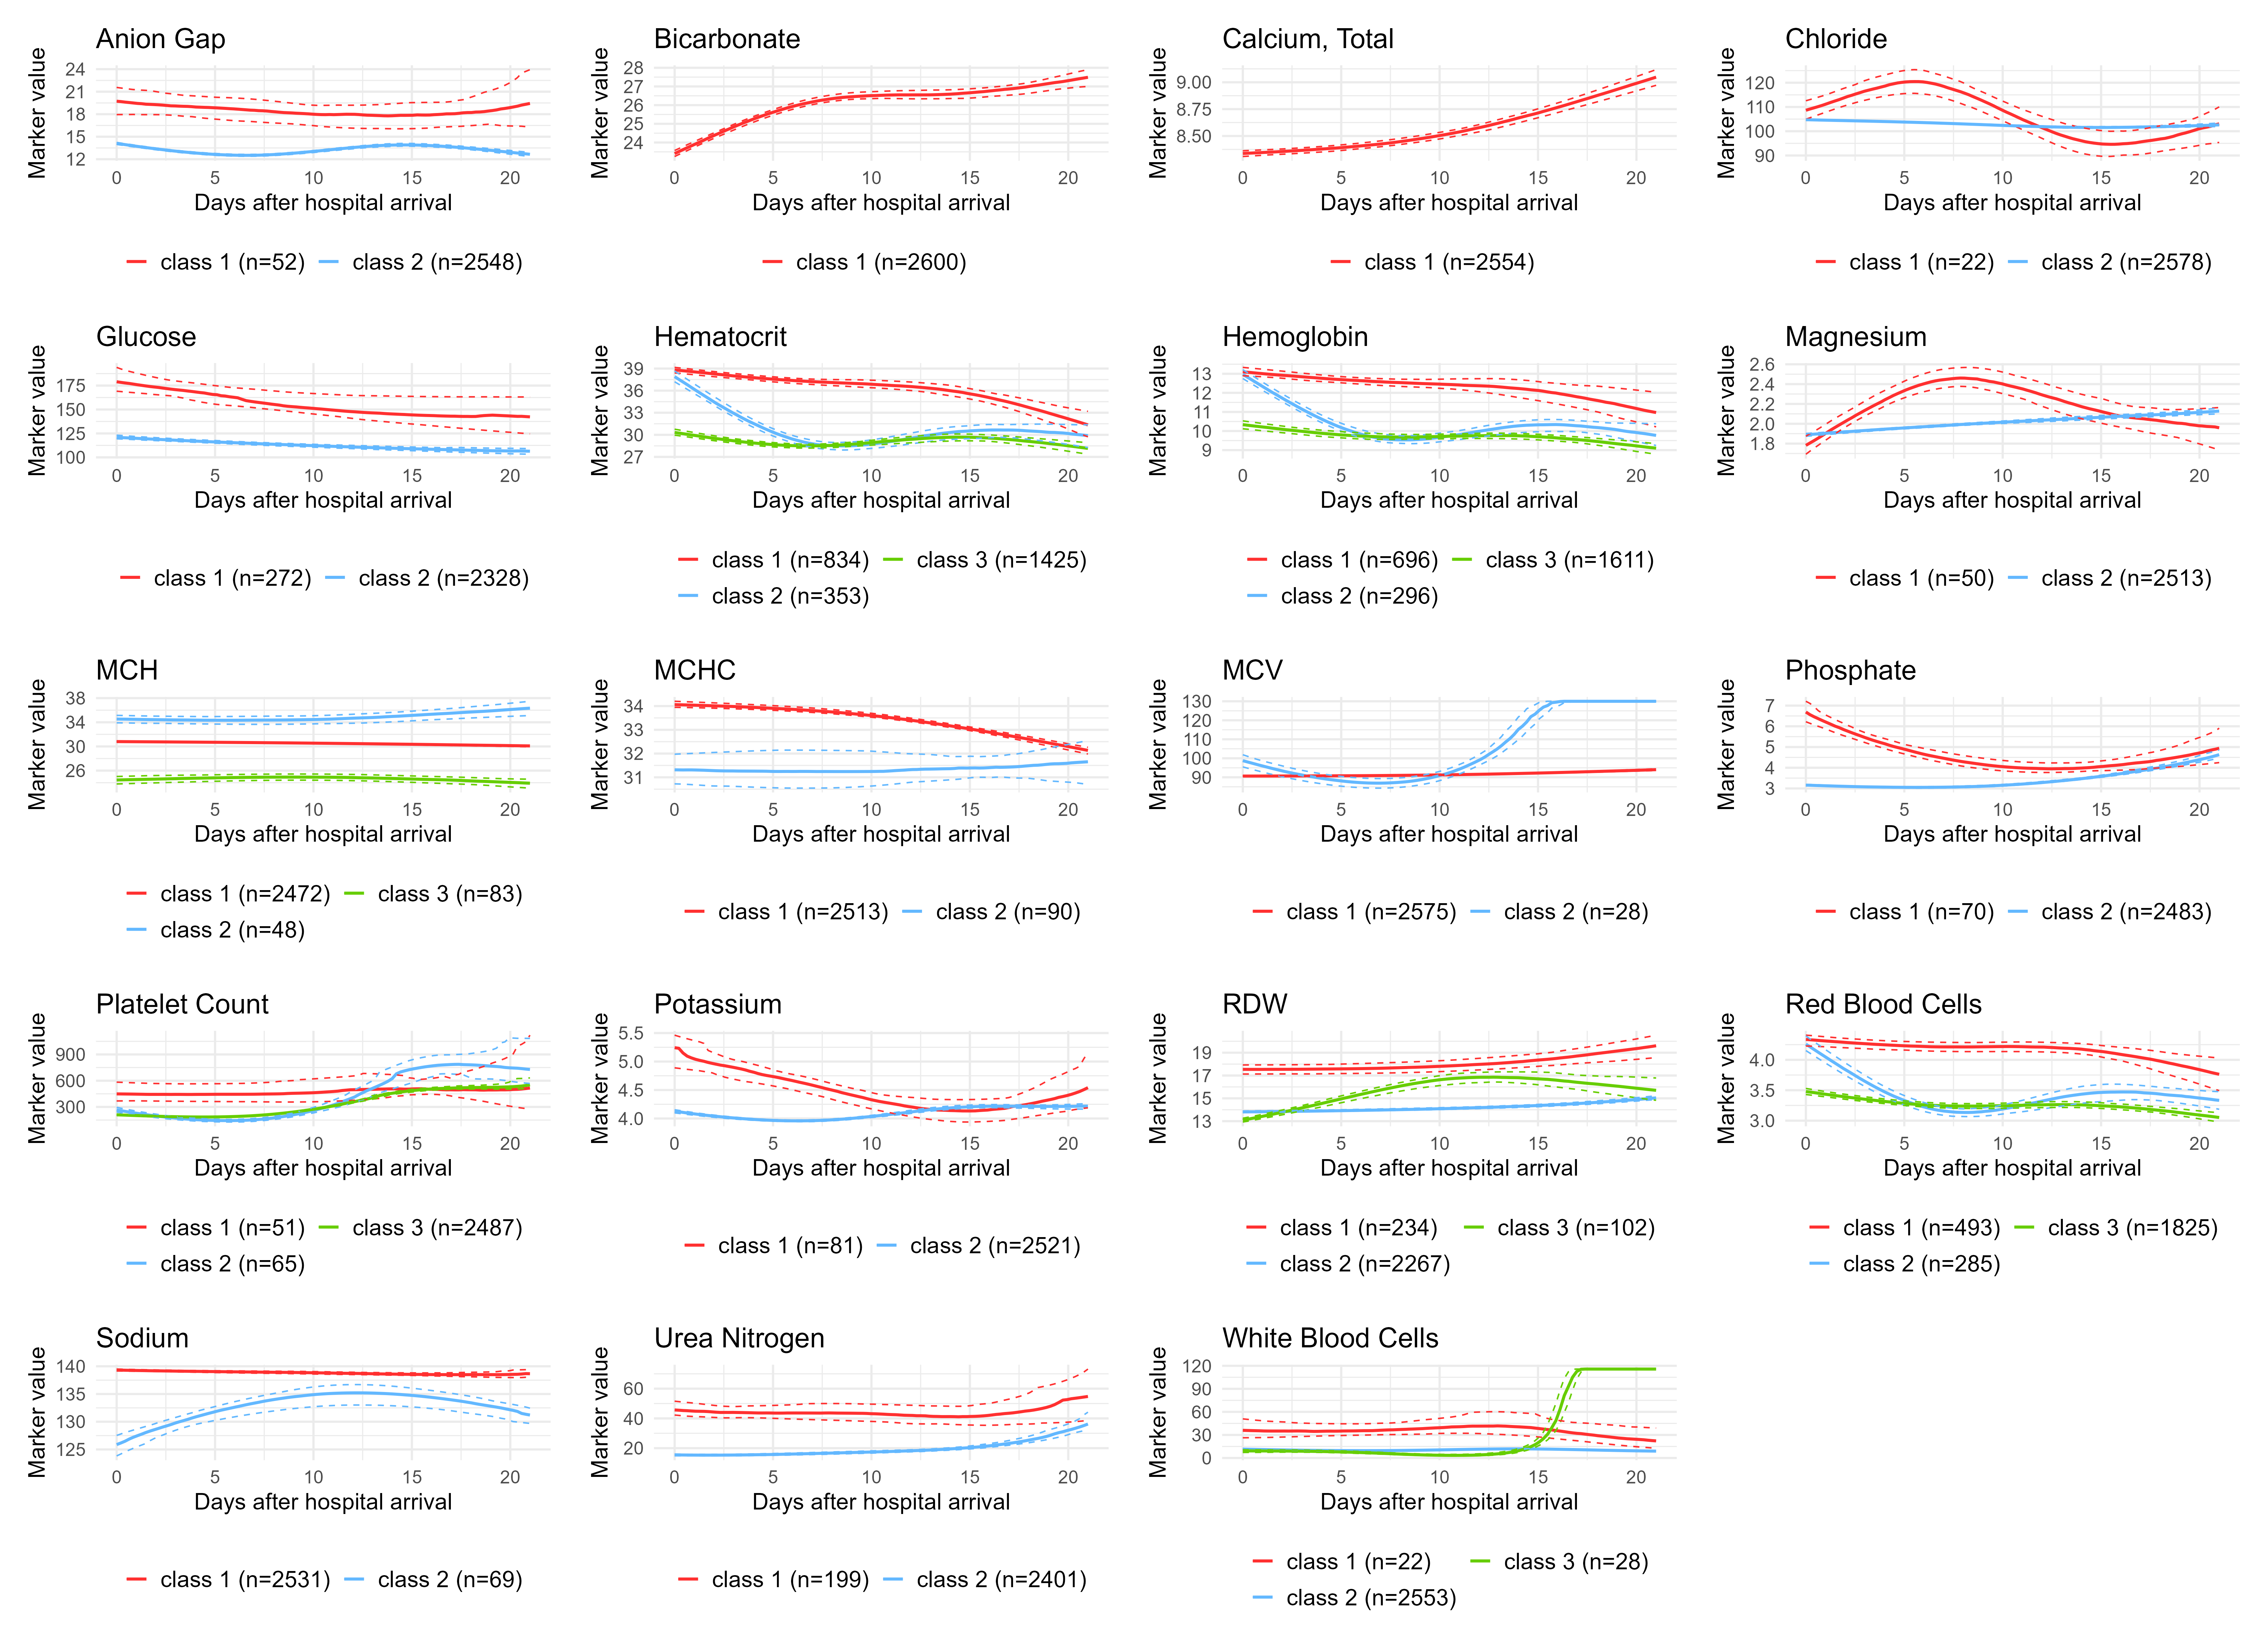 Anion Gap
Marker value
24
21
18
15
12
0 5 10 15 20
Days after hospital arrival
class 1 (n=52) class 2 (n=2548)
Bicarbonate
Marker value
28
27
26
25
24
0 5 10 15 20
Days after hospital arrival
class 1 (n=2600)
Calcium, Total
Marker value
9.00
8.75
8.50
0 5 10 15 20
Days after hospital arrival
class 1 (n=2554)
Chloride
Marker value
120
110
100
90
0 5 10 15 20
Days after hospital arrival
class 1 (n=22) class 2 (n=2578)
Glucose
Marker value
175
150
125
100
0 5 10 15 20
Days after hospital arrival
class 1 (n=272) class 2 (n=2328)
Hematocrit
Marker value
39
36
33
30
27
0 5 10 15 20
Days after hospital arrival
class 1 (n=834) class 3 (n=1425)
class 2 (n=353)
Hemoglobin
Marker value
13
12
11
10
9
0 5 10 15 20
Days after hospital arrival
class 1 (n=696) class 3 (n=1611)
class 2 (n=296)
Magnesium
Marker value
2.6
2.4
2.2
2.0
1.8
0 5 10 15 20
Days after hospital arrival
class 1 (n=50) class 2 (n=2513)
MCH
Marker value
38
34
30
26
0 5 10 15 20
Days after hospital arrival
class 1 (n=2472) class 3 (n=83)
class 2 (n=48)
MCHC
Marker value
34
33
32
31
0 5 10 15 20
Days after hospital arrival
class 1 (n=2513) class 2 (n=90)
MCV
Marker value
130
120
110
100
90
0 5 10 15 20
Days after hospital arrival
class 1 (n=2575) class 2 (n=28)
Phosphate
Marker value
7
6
5
4
3
0 5 10 15 20
Days after hospital arrival
class 1 (n=70) class 2 (n=2483)
Platelet Count
Marker value
900
600
300
0 5 10 15 20
Days after hospital arrival
class 1 (n=51) class 3 (n=2487)
class 2 (n=65)
Potassium
Marker value
5.5
5.0
4.5
4.0
0 5 10 15 20
Days after hospital arrival
class 1 (n=81) class 2 (n=2521)
RDW
Marker value
19
17
15
13
0 5 10 15 20
Days after hospital arrival
class 1 (n=234) class 3 (n=102)
class 2 (n=2267)
Red Blood Cells
Marker value
4.0
3.5
3.0
0 5 10 15 20
Days after hospital arrival
class 1 (n=493) class 3 (n=1825)
class 2 (n=285)
Sodium
Marker value
140
135
130
125
0 5 10 15 20
Days after hospital arrival
class 1 (n=2531) class 2 (n=69)
Urea Nitrogen
Marker value
60
40
20
0 5 10 15 20
Days after hospital arrival
class 1 (n=199) class 2 (n=2401)
White Blood Cells
Marker value
120
90
60
30
0
0 5 10 15 20
Days after hospital arrival
class 1 (n=22) class 3 (n=28)
class 2 (n=2553)